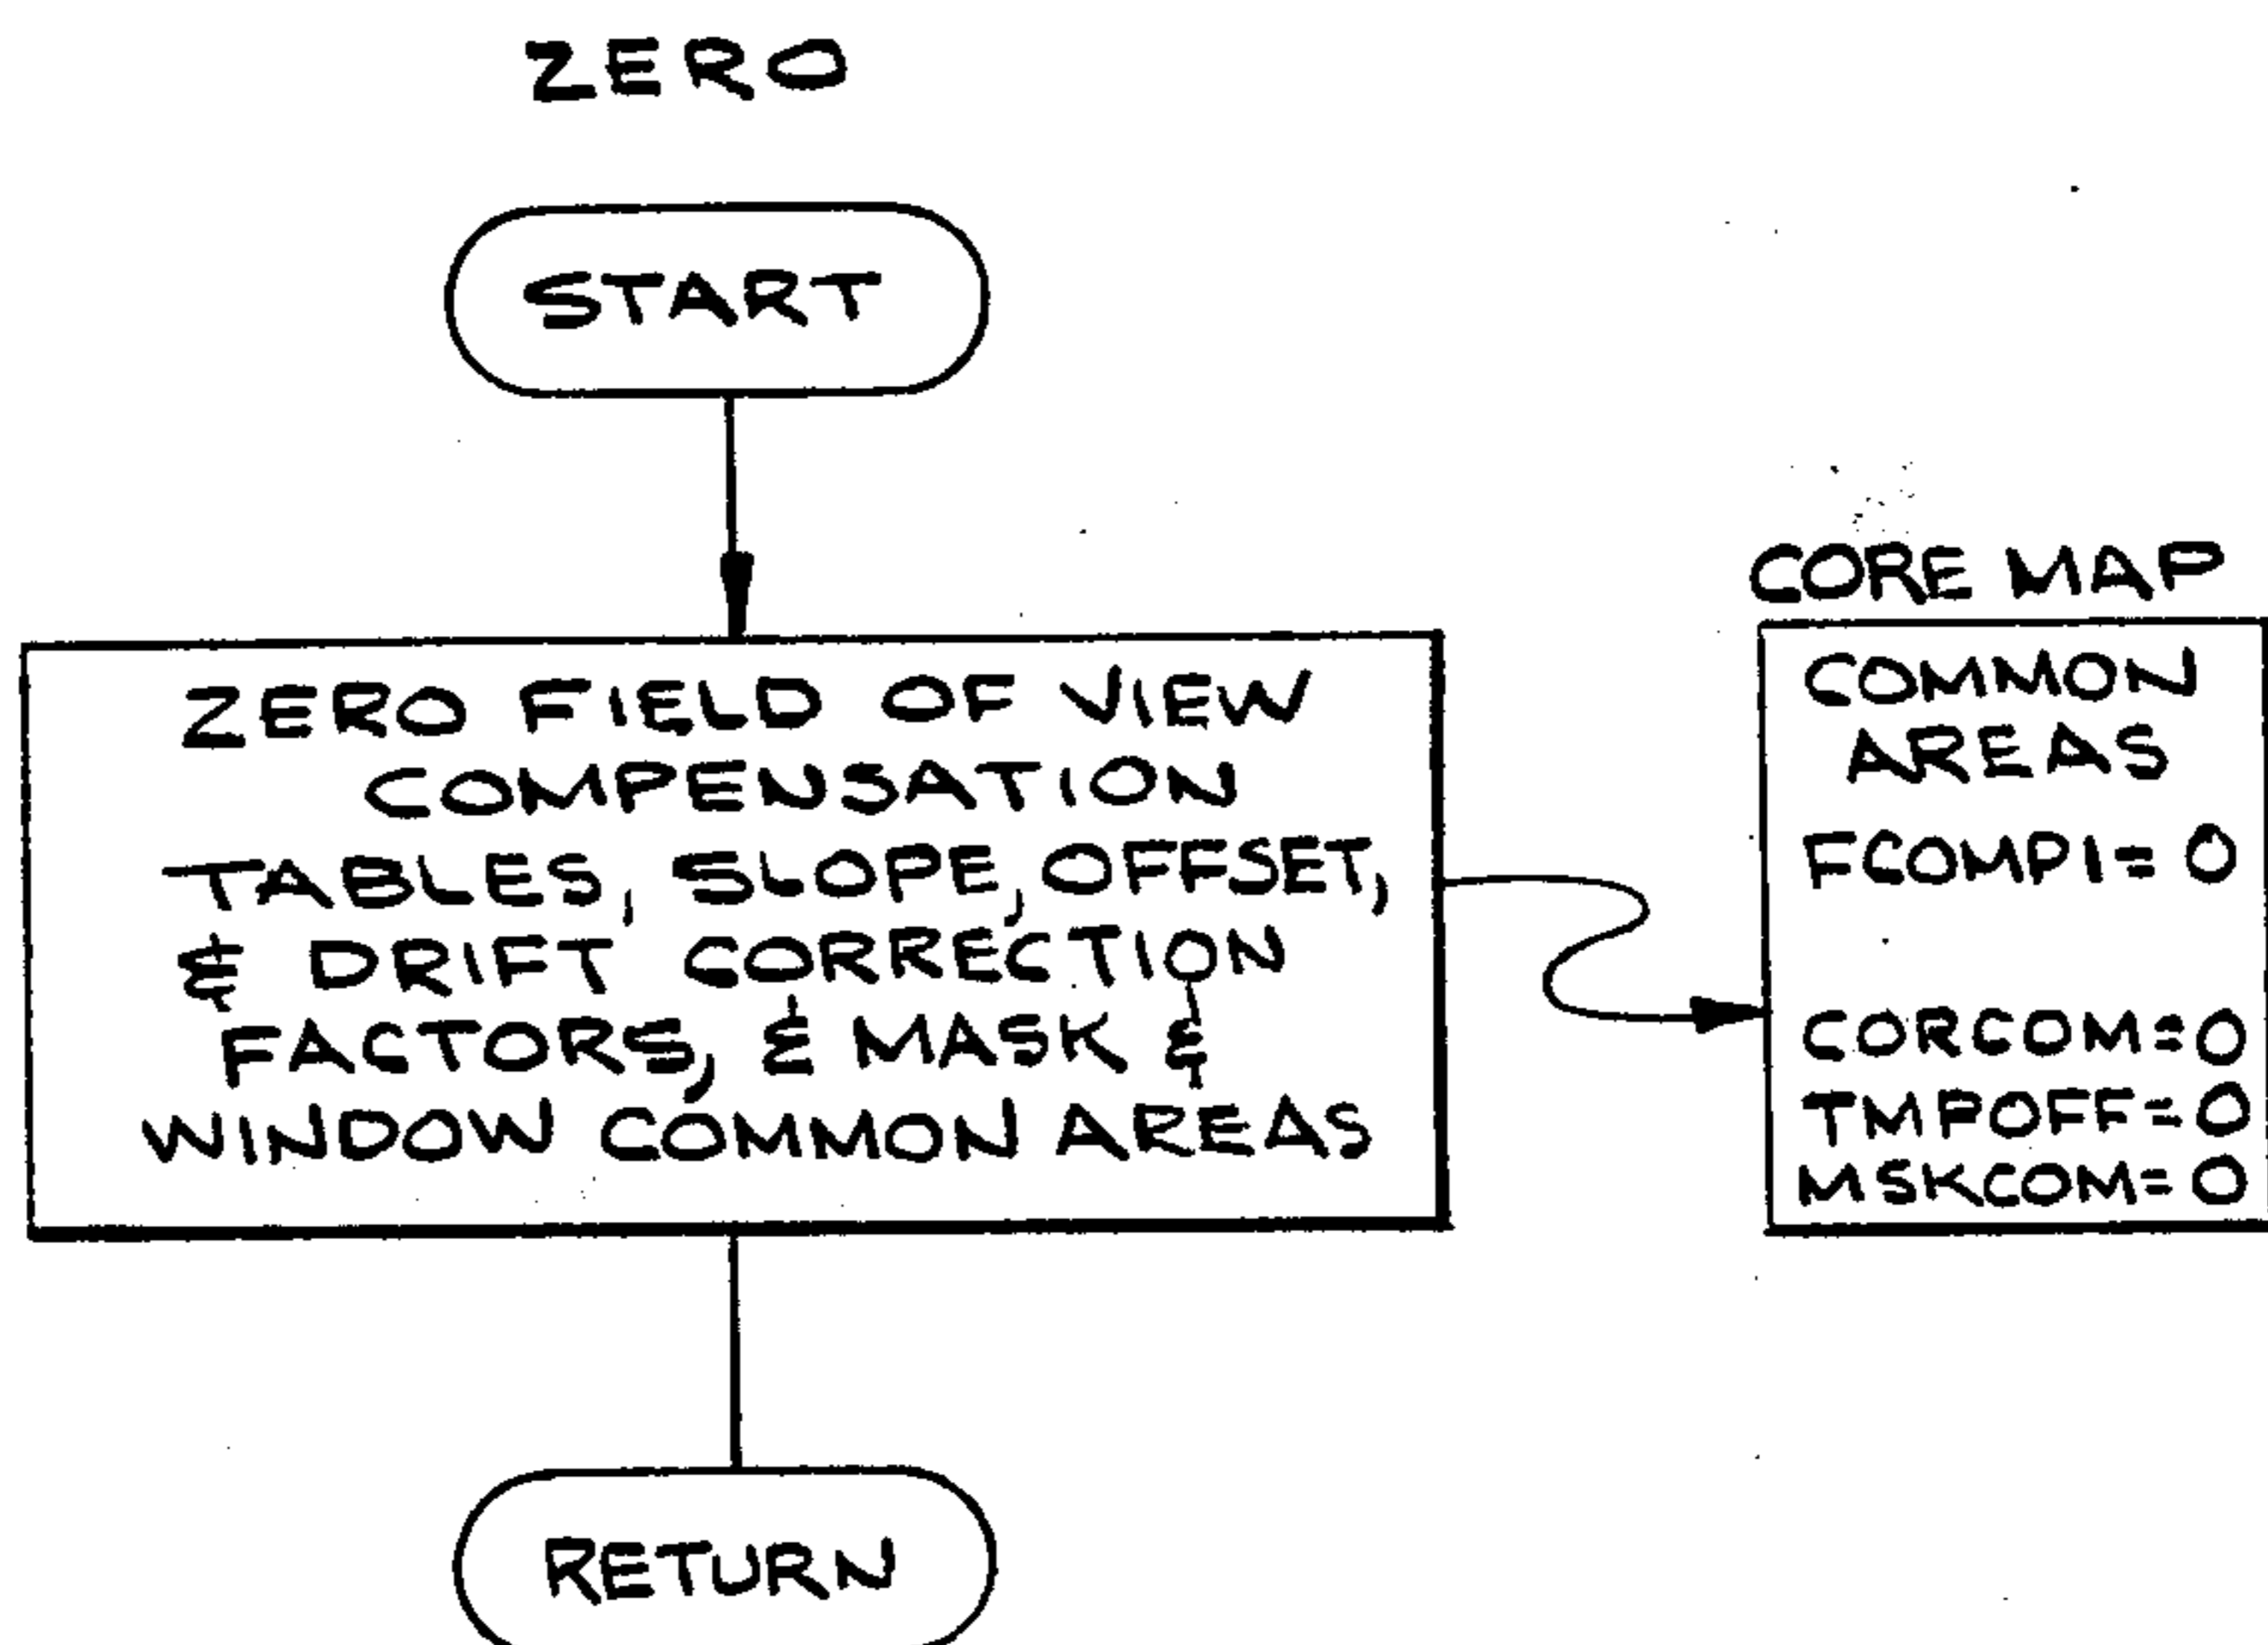 ZERO
START
ZERO FIELD OF VIEW
COMPENSATION
TABLES, SLOPE, OFFSET,
& DRIFT CORRECTION
FACTORS, & MASK &
WINDOW COMMON AREAS
CORE MAP
COMMON
AREAS
FCOMP1=0
CORCOM=0
TMPOFF=0
MSKCOM=0
RETURN